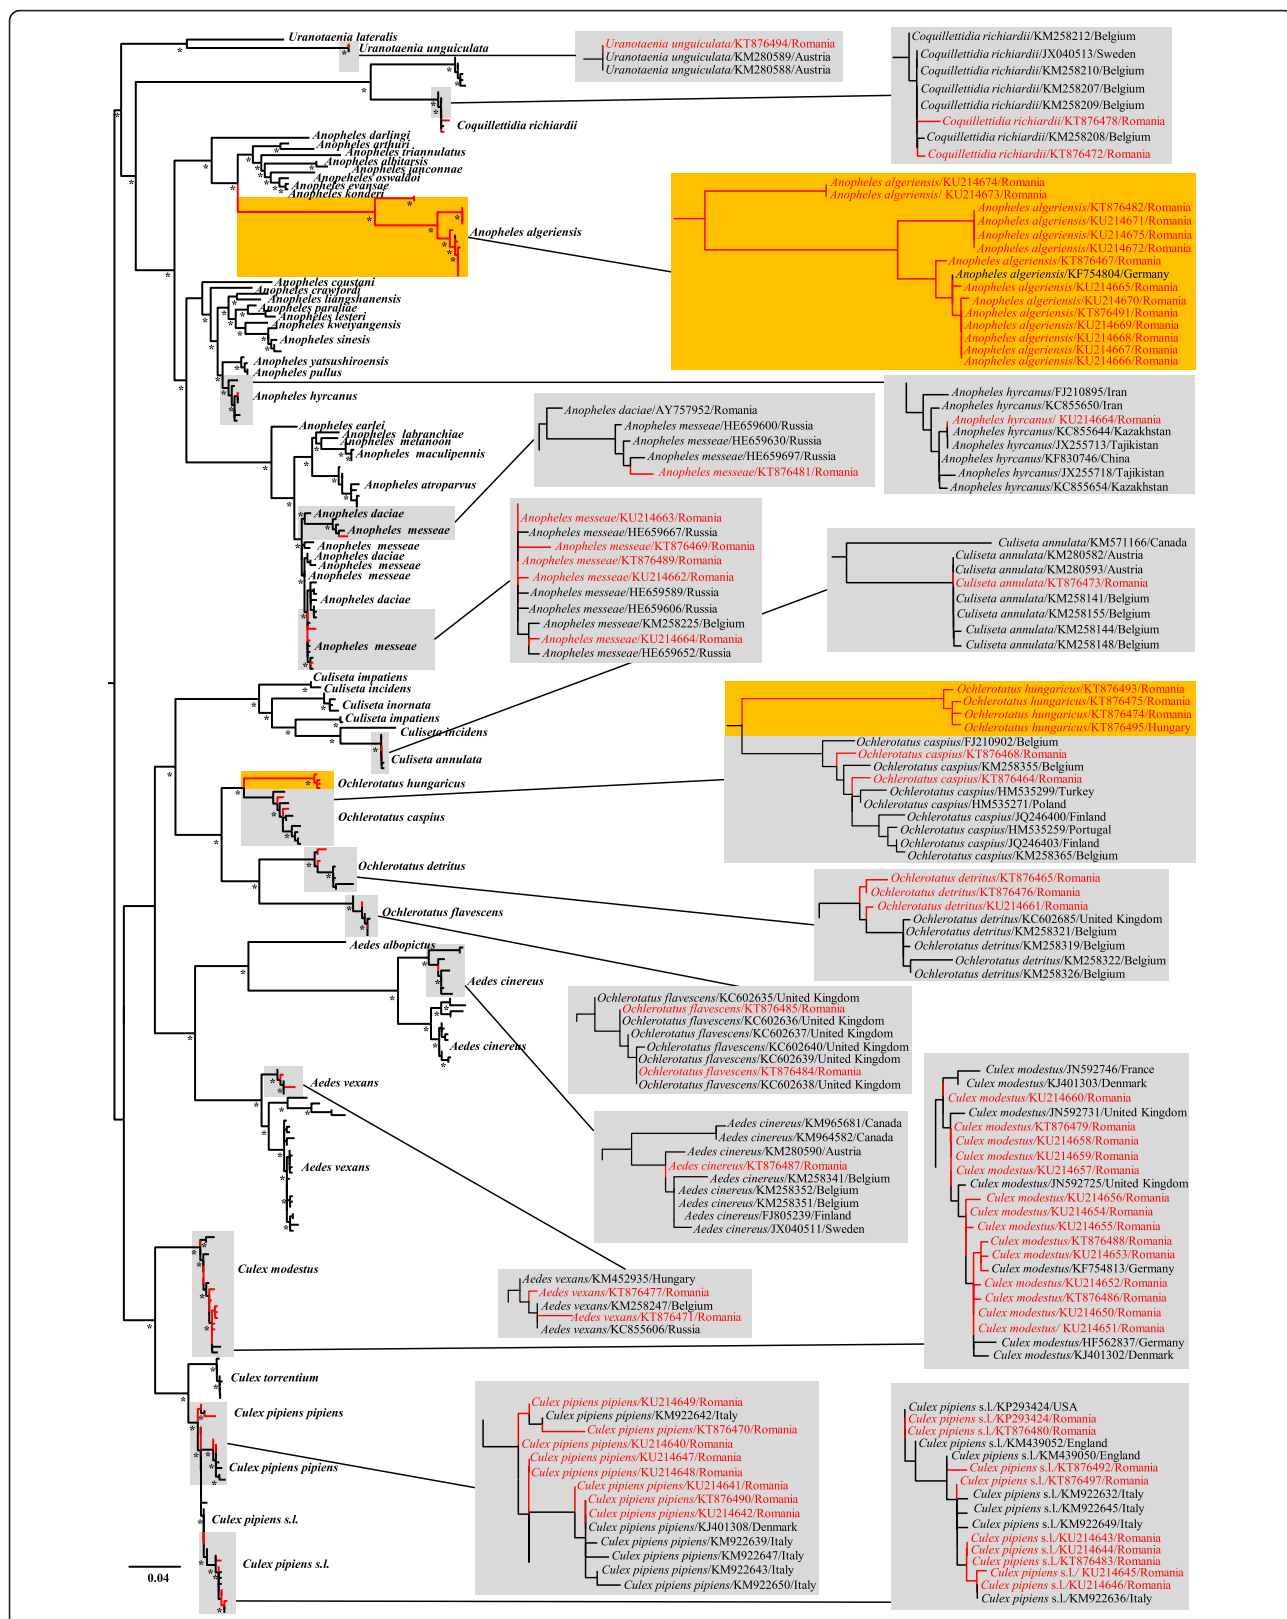 Uranotaenia lateralis
Uranotaenia unguiculata
Coquillettidia richiardii
Anopheles darlingi
Anopheles arthuri
Anopheles triannulatus
Anopheles albitarsis
Anopheles janconnae
Anopeheles oswaldoi
Anopheles evansae
Anopheles konderi
Anopheles algeriensis
Anopheles coustani
Anopheles crawfordi
Anopheles liangshanensis
Anopheles paraliae
Anopheles lesteri
Anopheles kweiyangensis
Anopheles sinesis
Anopheles yatsushiroensis
Anopheles pullus
Anopheles hyrcanus
Anopheles earlei
Anopheles labranchiae
Anopheles melanoon
Anopheles maculipennis
Anopheles atroparvus
Anopheles daciae
Anopheles messeae
Anopheles messeae
Anopheles daciae
Anopheles messeae
Anopheles messeae
Anopheles daciae
Anopheles messeae
Culiseta impatiens
Culiseta incidens
Culiseta inornata
Culiseta impatiens
Culiseta incidens
Culiseta annulata
Ochlerotatus hungaricus
Ochlerotatus caspius
Ochlerotatus detritus
Ochlerotatus flavescens
Aedes albopictus
Aedes cinereus
Aedes cinereus
Aedes vexans
Aedes vexans
Culex modestus
Culex torrentium
Culex pipiens pipiens
Culex pipiens pipiens
Culex pipiens s.l.
Culex pipiens s.l.
0.04
Uranotaenia unguiculata/KT876494/Romania
Uranotaenia unguiculata/KM280589/Austria
Uranotaenia unguiculata/KM280588/Austria
Coquillettidia richiardii/KM258212/Belgium
Coquillettidia richiardii/JX040513/Sweden
Coquillettidia richiardii/KM258210/Belgium
Coquillettidia richiardii/KM258207/Belgium
Coquillettidia richiardii/KM258209/Belgium
Coquillettidia richiardii/KT876478/Romania
Coquillettidia richiardii/KM258208/Belgium
Coquillettidia richiardii/KT876472/Romania
Anopheles algeriensis/KU214674/Romania
Anopheles algeriensis/ KU214673/Romania
Anopheles algeriensis/KT876482/Romania
Anopheles algeriensis/KU214671/Romania
Anopheles algeriensis/KU214675/Romania
Anopheles algeriensis/KU214672/Romania
Anopheles algeriensis/KT876467/Romania
Anopheles algeriensis/KF754804/Germany
Anopheles algeriensis/KU214665/Romania
Anopheles algeriensis/KU214670/Romania
Anopheles algeriensis/KT876491/Romania
Anopheles algeriensis/KU214669/Romania
Anopheles algeriensis/KU214668/Romania
Anopheles algeriensis/KU214667/Romania
Anopheles algeriensis/KU214666/Romania
Anopheles hyrcanus/FJ210895/Iran
Anopheles hyrcanus/KC855650/Iran
Anopheles hyrcanus/ KU214664/Romania
Anopheles hyrcanus/KC855644/Kazakhstan
Anopheles hyrcanus/JX255713/Tajikistan
Anopheles hyrcanus/KF830746/China
Anopheles hyrcanus/JX255718/Tajikistan
Anopheles hyrcanus/KC855654/Kazakhstan
Anopheles daciae/AY757952/Romania
Anopheles messeae/HE659600/Russia
Anopheles messeae/HE659630/Russia
Anopheles messeae/HE659697/Russia
Anopheles messeae/KT876481/Romania
Anopheles messeae/KU214663/Romania
Anopheles messeae/HE659667/Russia
Anopheles messeae/KT876469/Romania
Anopheles messeae/KT876489/Romania
Anopheles messeae/KU214662/Romania
Anopheles messeae/HE659589/Russia
Anopheles messeae/HE659606/Russia
Anopheles messeae/KM258225/Belgium
Anopheles messeae/KU214664/Romania
Anopheles messeae/HE659652/Russia
Culiseta annulata/KM571166/Canada
Culiseta annulata/KM280582/Austria
Culiseta annulata/KM280593/Austria
Culiseta annulata/KT876473/Romania
Culiseta annulata/KM258141/Belgium
Culiseta annulata/KM258155/Belgium
Culiseta annulata/KM258144/Belgium
Culiseta annulata/KM258148/Belgium
Ochlerotatus hungaricus/KT876493/Romania
Ochlerotatus hungaricus/KT876475/Romania
Ochlerotatus hungaricus/KT876474/Romania
Ochlerotatus hungaricus/KT876495/Hungary
Ochlerotatus caspius/FJ210902/Belgium
Ochlerotatus caspius/KT876468/Romania
Ochlerotatus caspius/KM258355/Belgium
Ochlerotatus caspius/KT876464/Romania
Ochlerotatus caspius/HM535299/Turkey
Ochlerotatus caspius/HM535271/Poland
Ochlerotatus caspius/JQ246400/Finland
Ochlerotatus caspius/HM535259/Portugal
Ochlerotatus caspius/JQ246403/Finland
Ochlerotatus caspius/KM258365/Belgium
Ochlerotatus detritus/KT876465/Romania
Ochlerotatus detritus/KT876476/Romania
Ochlerotatus detritus/KU214661/Romania
Ochlerotatus detritus/KC602685/United Kingdom
Ochlerotatus detritus/KM258321/Belgium
Ochlerotatus detritus/KM258319/Belgium
Ochlerotatus detritus/KM258322/Belgium
Ochlerotatus detritus/KM258326/Belgium
Ochlerotatus flavescens/KC602635/United Kingdom
Ochlerotatus flavescens/KT876485/Romania
Ochlerotatus flavescens/KC602636/United Kingdom
Ochlerotatus flavescens/KC602637/United Kingdom
Ochlerotatus flavescens/KC602640/United Kingdom
Ochlerotatus flavescens/KC602639/United Kingdom
Ochlerotatus flavescens/KT876484/Romania
Ochlerotatus flavescens/KC602638/United Kingdom
Aedes cinereus/KM965681/Canada
Aedes cinereus/KM964582/Canada
Aedes cinereus/KM280590/Austria
Aedes cinereus/KT876487/Romania
Aedes cinereus/KM258341/Belgium
Aedes cinereus/KM258352/Belgium
Aedes cinereus/KM258351/Belgium
Aedes cinereus/FJ805239/Finland
Aedes cinereus/JX040511/Sweden
Culex modestus/JN592746/France
Culex modestus/KJ401303/Denmark
Culex modestus/KU214660/Romania
Culex modestus/JN592731/United Kingdom
Culex modestus/KT876479/Romania
Culex modestus/KU214658/Romania
Culex modestus/KU214659/Romania
Culex modestus/KU214657/Romania
Culex modestus/JN592725/United Kingdom
Culex modestus/KU214656/Romania
Culex modestus/KU214654/Romania
Culex modestus/KU214655/Romania
Culex modestus/KT876488/Romania
Culex modestus/KU214653/Romania
Culex modestus/KF754813/Germany
Culex modestus/KU214652/Romania
Culex modestus/KT876486/Romania
Culex modestus/KU214650/Romania
Culex modestus/ KU214651/Romania
Culex modestus/HF562837/Germany
Culex modestus/KJ401302/Denmark
Aedes vexans/KM452935/Hungary
Aedes vexans/KT876477/Romania
Aedes vexans/KM258247/Belgium
Aedes vexans/KT876471/Romania
Aedes vexans/KC855606/Russia
Culex pipiens pipiens/KU214649/Romania
Culex pipiens pipiens/KM922642/Italy
Culex pipiens pipiens/KT876470/Romania
Culex pipiens pipiens/KU214640/Romania
Culex pipiens pipiens/KU214647/Romania
Culex pipiens pipiens/KU214648/Romania
Culex pipiens pipiens/KU214641/Romania
Culex pipiens pipiens/KT876490/Romania
Culex pipiens pipiens/KU214642/Romania
Culex pipiens pipiens/KJ401308/Denmark
Culex pipiens pipiens/KM922639/Italy
Culex pipiens pipiens/KM922647/Italy
Culex pipiens pipiens/KM922643/Italy
Culex pipiens pipiens/KM922650/Italy
Culex pipiens s.l./KP293424/USA
Culex pipiens s.l./KP293424/Romania
Culex pipiens s.l./KT876480/Romania
Culex pipiens s.l./KM439052/England
Culex pipiens s.l./KM439050/England
Culex pipiens s.l./KT876492/Romania
Culex pipiens s.l./KT876497/Romania
Culex pipiens s.l./KM922632/Italy
Culex pipiens s.l./KM922645/Italy
Culex pipiens s.l./KM922649/Italy
Culex pipiens s.l./KU214643/Romania
Culex pipiens s.l./KU214644/Romania
Culex pipiens s.l./KT876483/Romania
Culex pipiens s.l./ KU214645/Romania
Culex pipiens s.l./KU214646/Romania
Culex pipiens s.l./KM922636/Italy